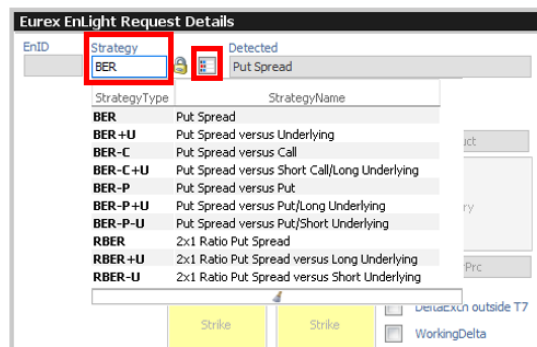 Eurex EnLight Request Details
EnID Strategy Detected
BER Put Spread
StrategyType StrategyName
BER Put Spread
BER+U Put Spread versus Underlying
BER-C Put Spread versus Call
BER-C+U Put Spread versus Short Call/Long Underlying
BER-P Put Spread versus Put
BER-P+U Put Spread versus Put/Long Underlying
BER-P-U Put Spread versus Put/Short Underlying
RBER 2x1 Ratio Put Spread
RBER+U 2x1 Ratio Put Spread versus Long Underlying
RBER-U 2x1 Ratio Put Spread versus Short Underlying
uct
ry
Prc
DeltaExch outside T7
Strike Strike
WorkingDelta